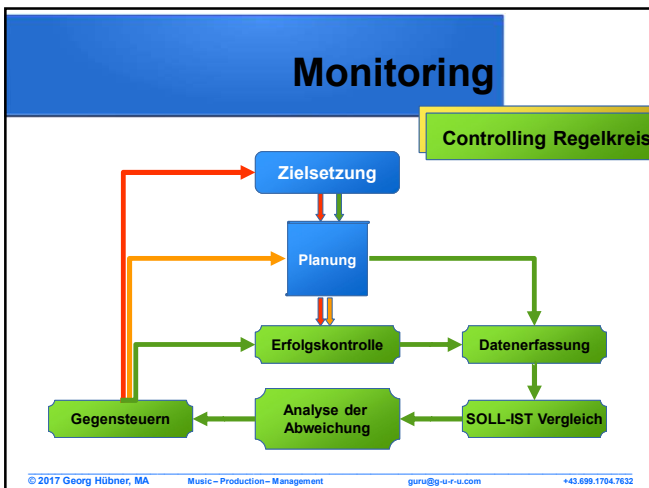 Monitoring
Controlling Regelkreis
Zielsetzung
Planung
Erfolgskontrolle
Datenerfassung
Gegensteuern
Analyse der
Abweichung
SOLL-IST Vergleich
© 2017 Georg Hübner, MA Music – Production – Management guru@g-u-r-u.com +43.699.1704.7632